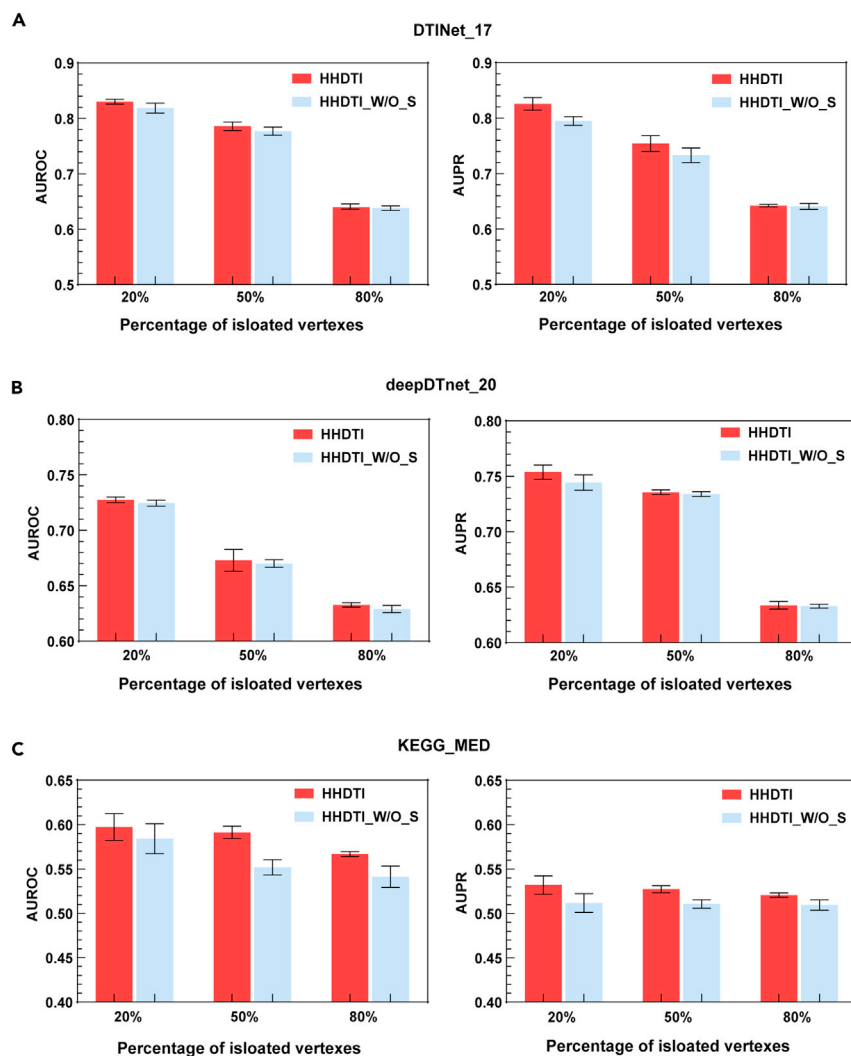 A
DTINet_17
0.9
0.8
0.7
0.6
0.5
AUROC
HHDTI
HHDTI_W/O_S
20% 50% 80%
Percentage of isloated vertexes
0.9
0.8
0.7
0.6
0.5
AUPR
HHDTI
HHDTI_W/O_S
20% 50% 80%
Percentage of isloated vertexes
B
deepDTnet_20
0.80
0.75
0.70
0.65
0.60
AUROC
HHDTI
HHDTI_W/O_S
20% 50% 80%
Percentage of isloated vertexes
0.80
0.75
0.70
0.65
0.60
AUPR
HHDTI
HHDTI_W/O_S
20% 50% 80%
Percentage of isloated vertexes
C
KEGG_MED
0.65
0.60
0.55
0.50
0.45
0.40
AUROC
HHDTI
HHDTI_W/O_S
20% 50% 80%
Percentage of isloated vertexes
0.65
0.60
0.55
0.50
0.45
0.40
AUPR
HHDTI
HHDTI_W/O_S
20% 50% 80%
Percentage of isloated vertexes